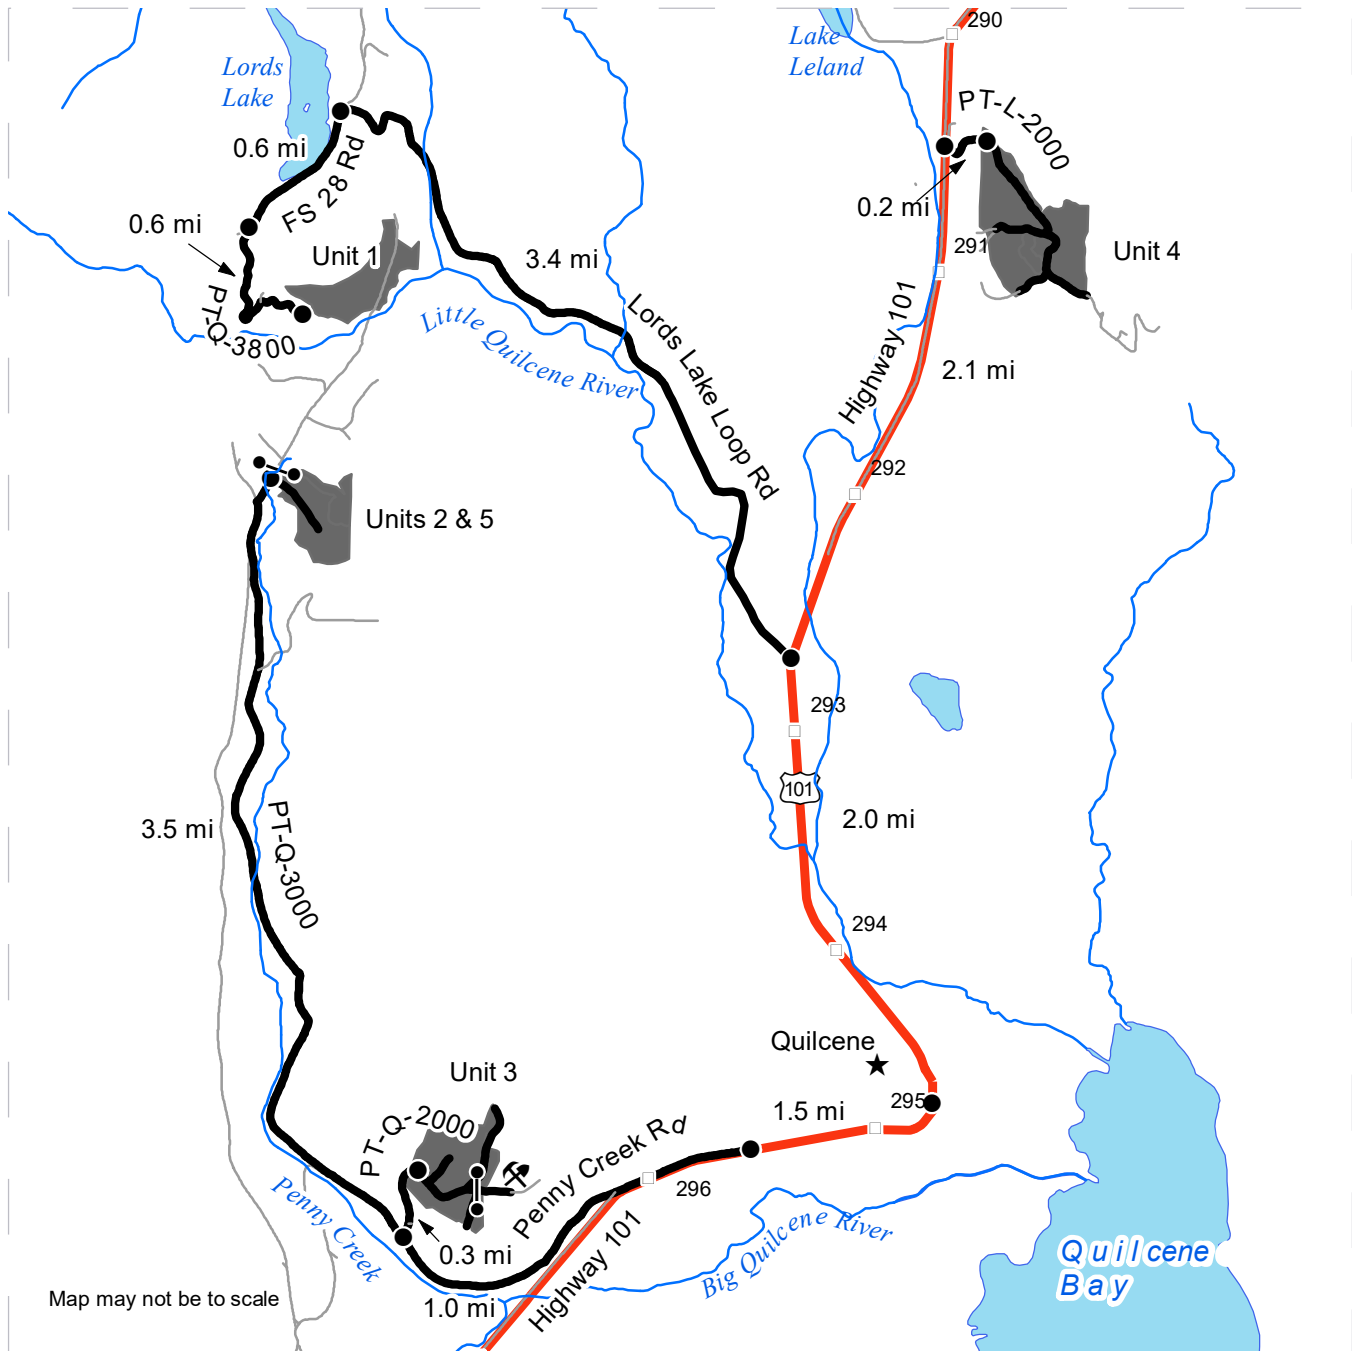 290
Lake
Leland
Lords
Lake
PT-L-2000
0.6 mi
FS 28 Rd
0.2 mi
0.6 mi
Unit 1
291
Unit 4
3.4 mi
PT-Q-3800
Little Quilcene River
Lords Lake Loop Rd
Highway 101
2.1 mi
292
Units 2 & 5
293
101
2.0 mi
3.5 mi
PT-Q-3000
294
Quilcene
Unit 3
295
1.5 mi
PT-Q-2000
Penny Creek Rd
296
Penny Creek
0.3 mi
Highway 101
Big Quilcene River
Quilcene
Bay
1.0 mi
Map may not be to scale